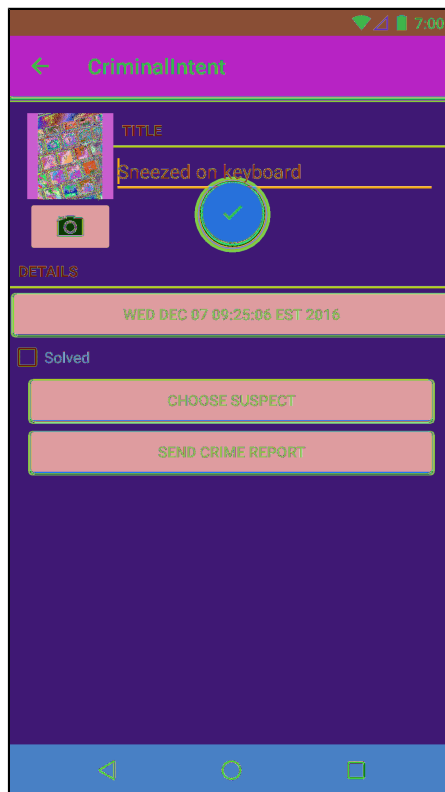 7:00
CriminalIntent
TITLE
Sneezed on keyboard
DETAILS
WED DEC 07 09:25:06 EST 2016
Solved
CHOOSE SUSPECT
SEND CRIME REPORT